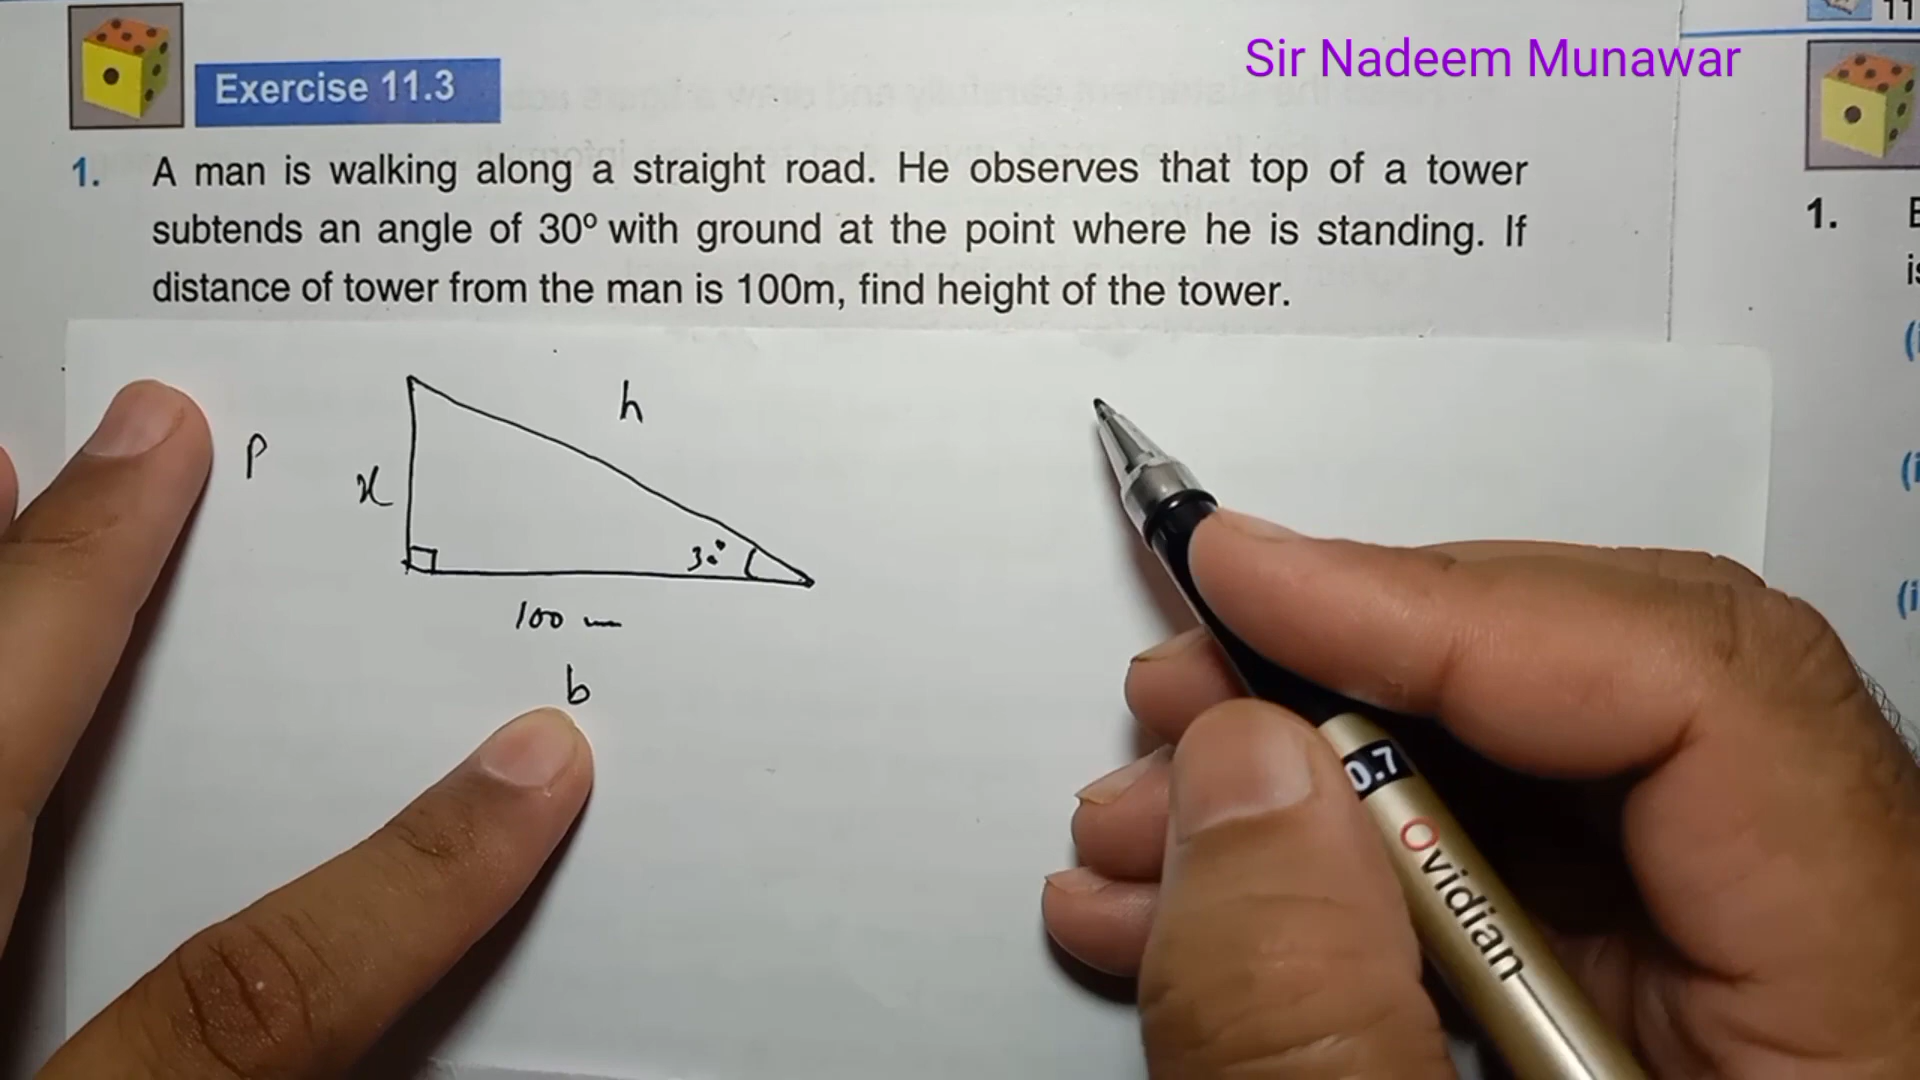 Sir Nadeem Munawar
11
Exercise 11.3
1. A man is walking along a straight road. He observes that top of a tower
subtends an angle of 30º with ground at the point where he is standing. If
distance of tower from the man is 100m, find height of the tower.
h
p
x
30°
100 m
b
0.7
Ovidian
1.
(i
(i
(i